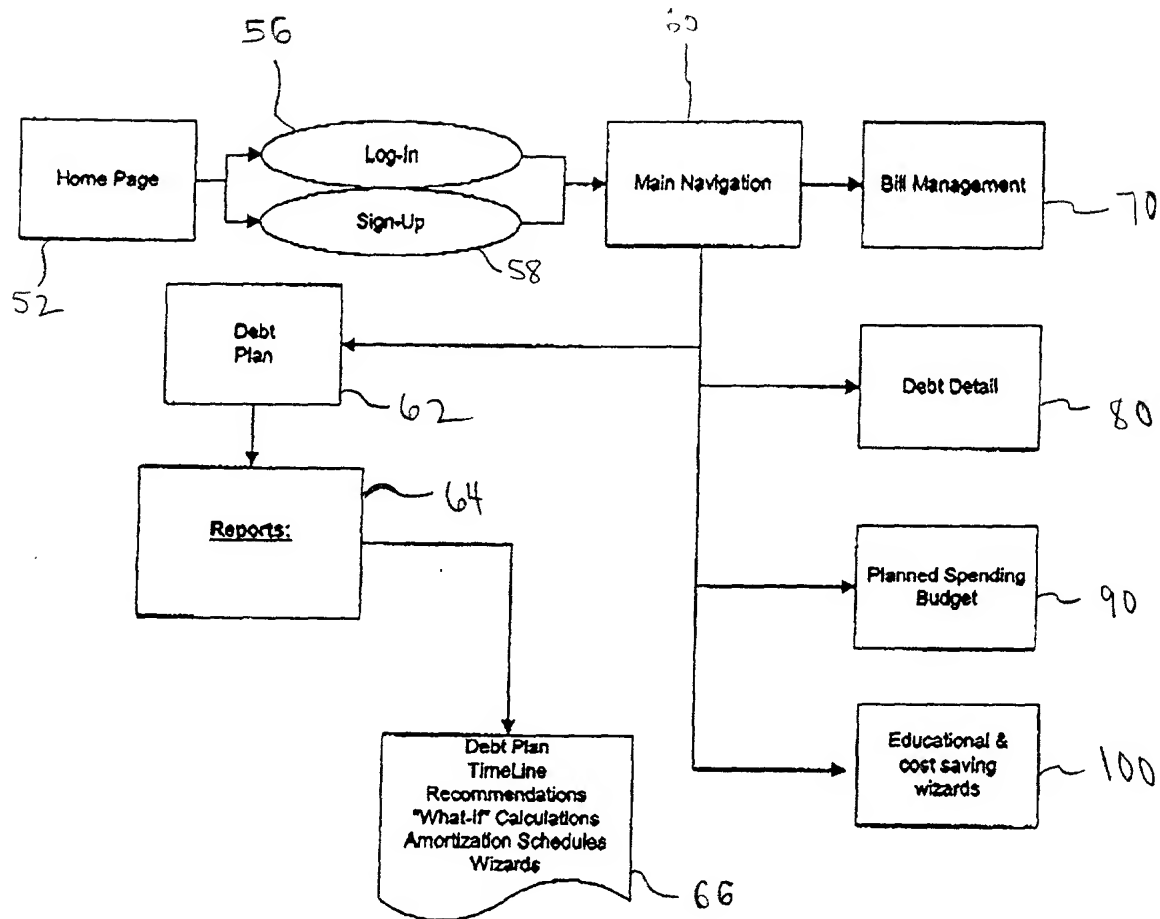 56
Home Page
52
Log-In
Sign-Up
58
Main Navigation
Bill Management
70
Debt
Plan
62
Debt Detail
80
Reports:
64
Planned Spending
Budget
90
Debt Plan
TimeLine
Recommendations
"What-If" Calculations
Amortization Schedules
Wizards
66
Educational &
cost saving
wizards
100